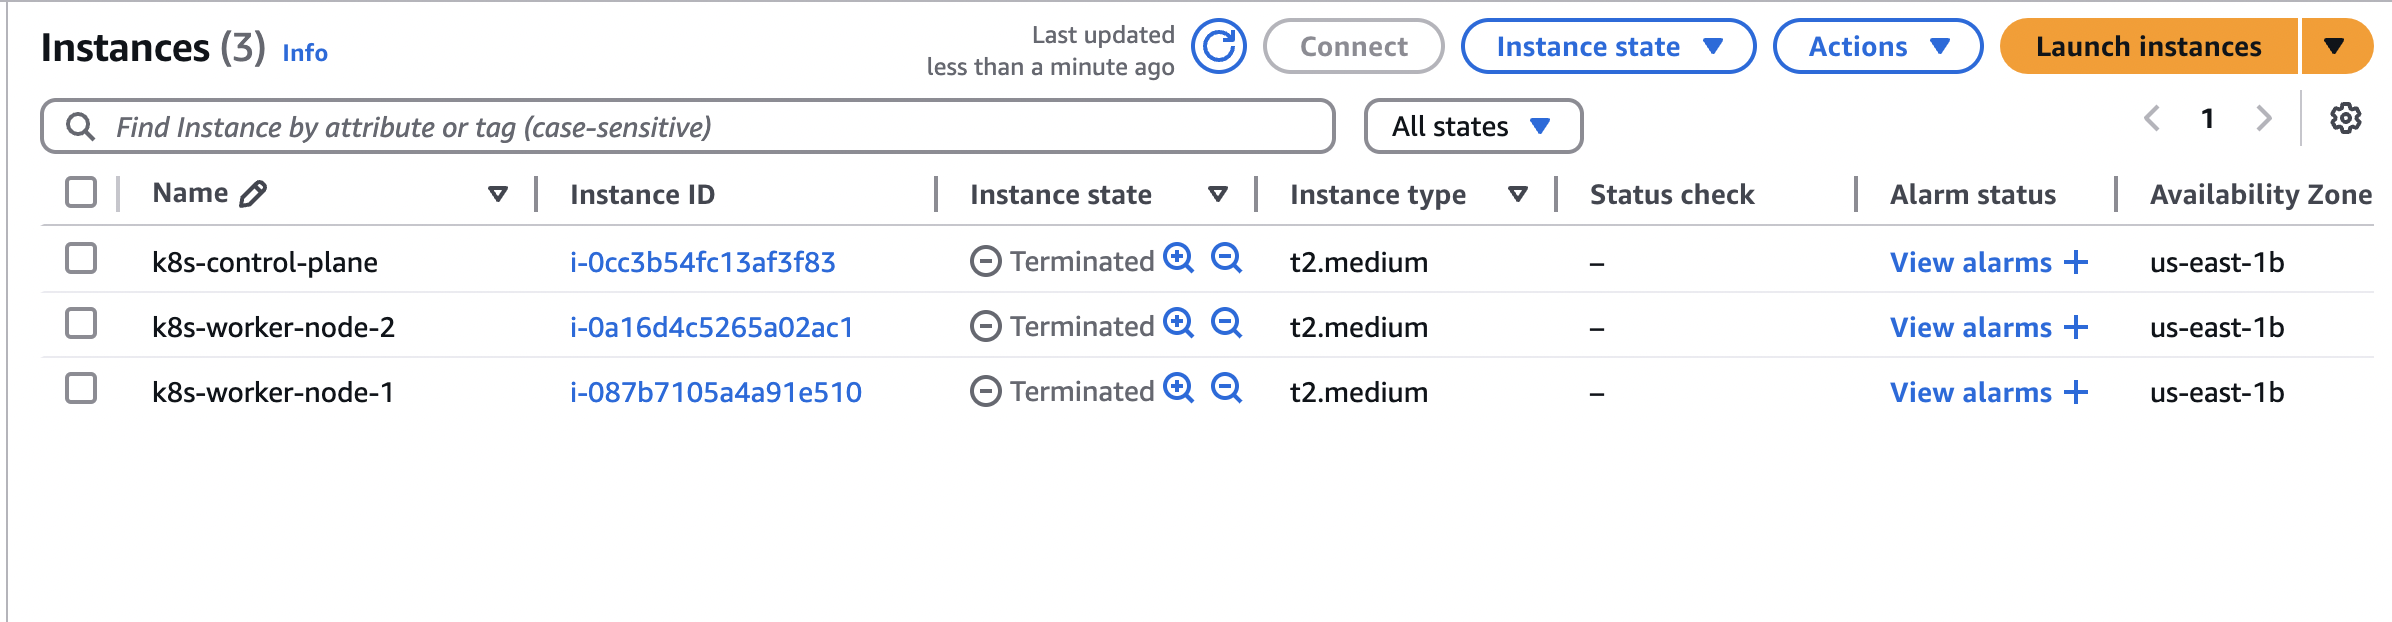 Instances (3) Info
Last updated
less than a minute ago
Connect
Instance state
Actions
Launch instances
Find Instance by attribute or tag (case-sensitive)
All states
1
Name Instance ID Instance state Instance type Status check Alarm status Availability Zone
k8s-control-plane i-0cc3b54fc13af3f83 Terminated t2.medium – View alarms + us-east-1b
k8s-worker-node-2 i-0a16d4c5265a02ac1 Terminated t2.medium – View alarms + us-east-1b
k8s-worker-node-1 i-087b7105a4a91e510 Terminated t2.medium – View alarms + us-east-1b